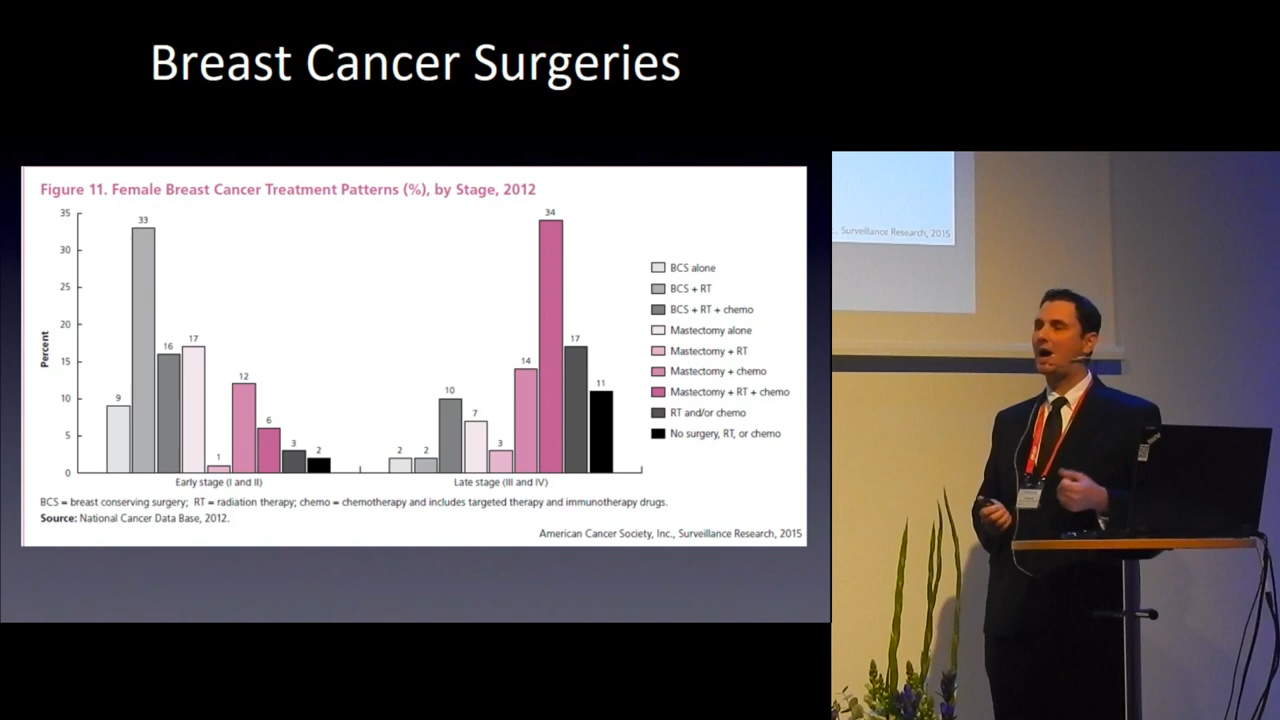 Breast Cancer Surgeries
Figure 11. Female Breast Cancer Treatment Patterns (%), by Stage, 2012
35
30
25
20
15
10
5
0
Percent
9
33
16
17
1
12
6
3
2
2
2
10
7
3
14
34
17
11
Early stage (I and II)
Late stage (III and IV)
BCS alone
BCS + RT
BCS + RT + chemo
Mastectomy alone
Mastectomy + RT
Mastectomy + chemo
Mastectomy + RT + chemo
RT and/or chemo
No surgery, RT, or chemo
BCS = breast conserving surgery; RT = radiation therapy; chemo = chemotherapy and includes targeted therapy and immunotherapy drugs.
Source: National Cancer Data Base, 2012.
American Cancer Society, Inc., Surveillance Research, 2015
., Surveillance Research, 2015